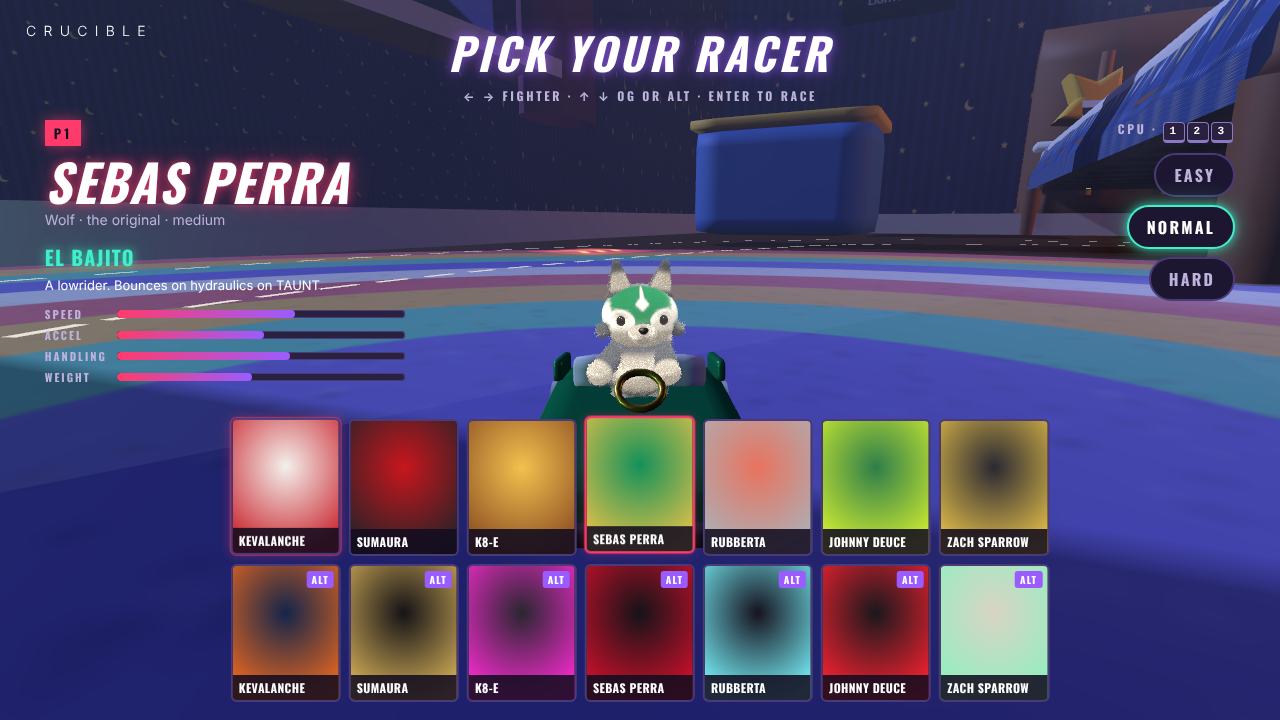 CRUCIBLE
PICK YOUR RACER
← → FIGHTER · ↑ ↓ OG OR ALT · ENTER TO RACE
P1
SEBAS PERRA
Wolf · the original · medium
EL BAJITO
A lowrider. Bounces on hydraulics on TAUNT.
SPEED
ACCEL
HANDLING
WEIGHT
CPU · 1 2 3
EASY
NORMAL
HARD
KEVALANCHE
SUMAURA
K8-E
SEBAS PERRA
RUBBERTA
JOHNNY DEUCE
ZACH SPARROW
ALT
KEVALANCHE
ALT
SUMAURA
ALT
K8-E
ALT
SEBAS PERRA
ALT
RUBBERTA
ALT
JOHNNY DEUCE
ALT
ZACH SPARROW